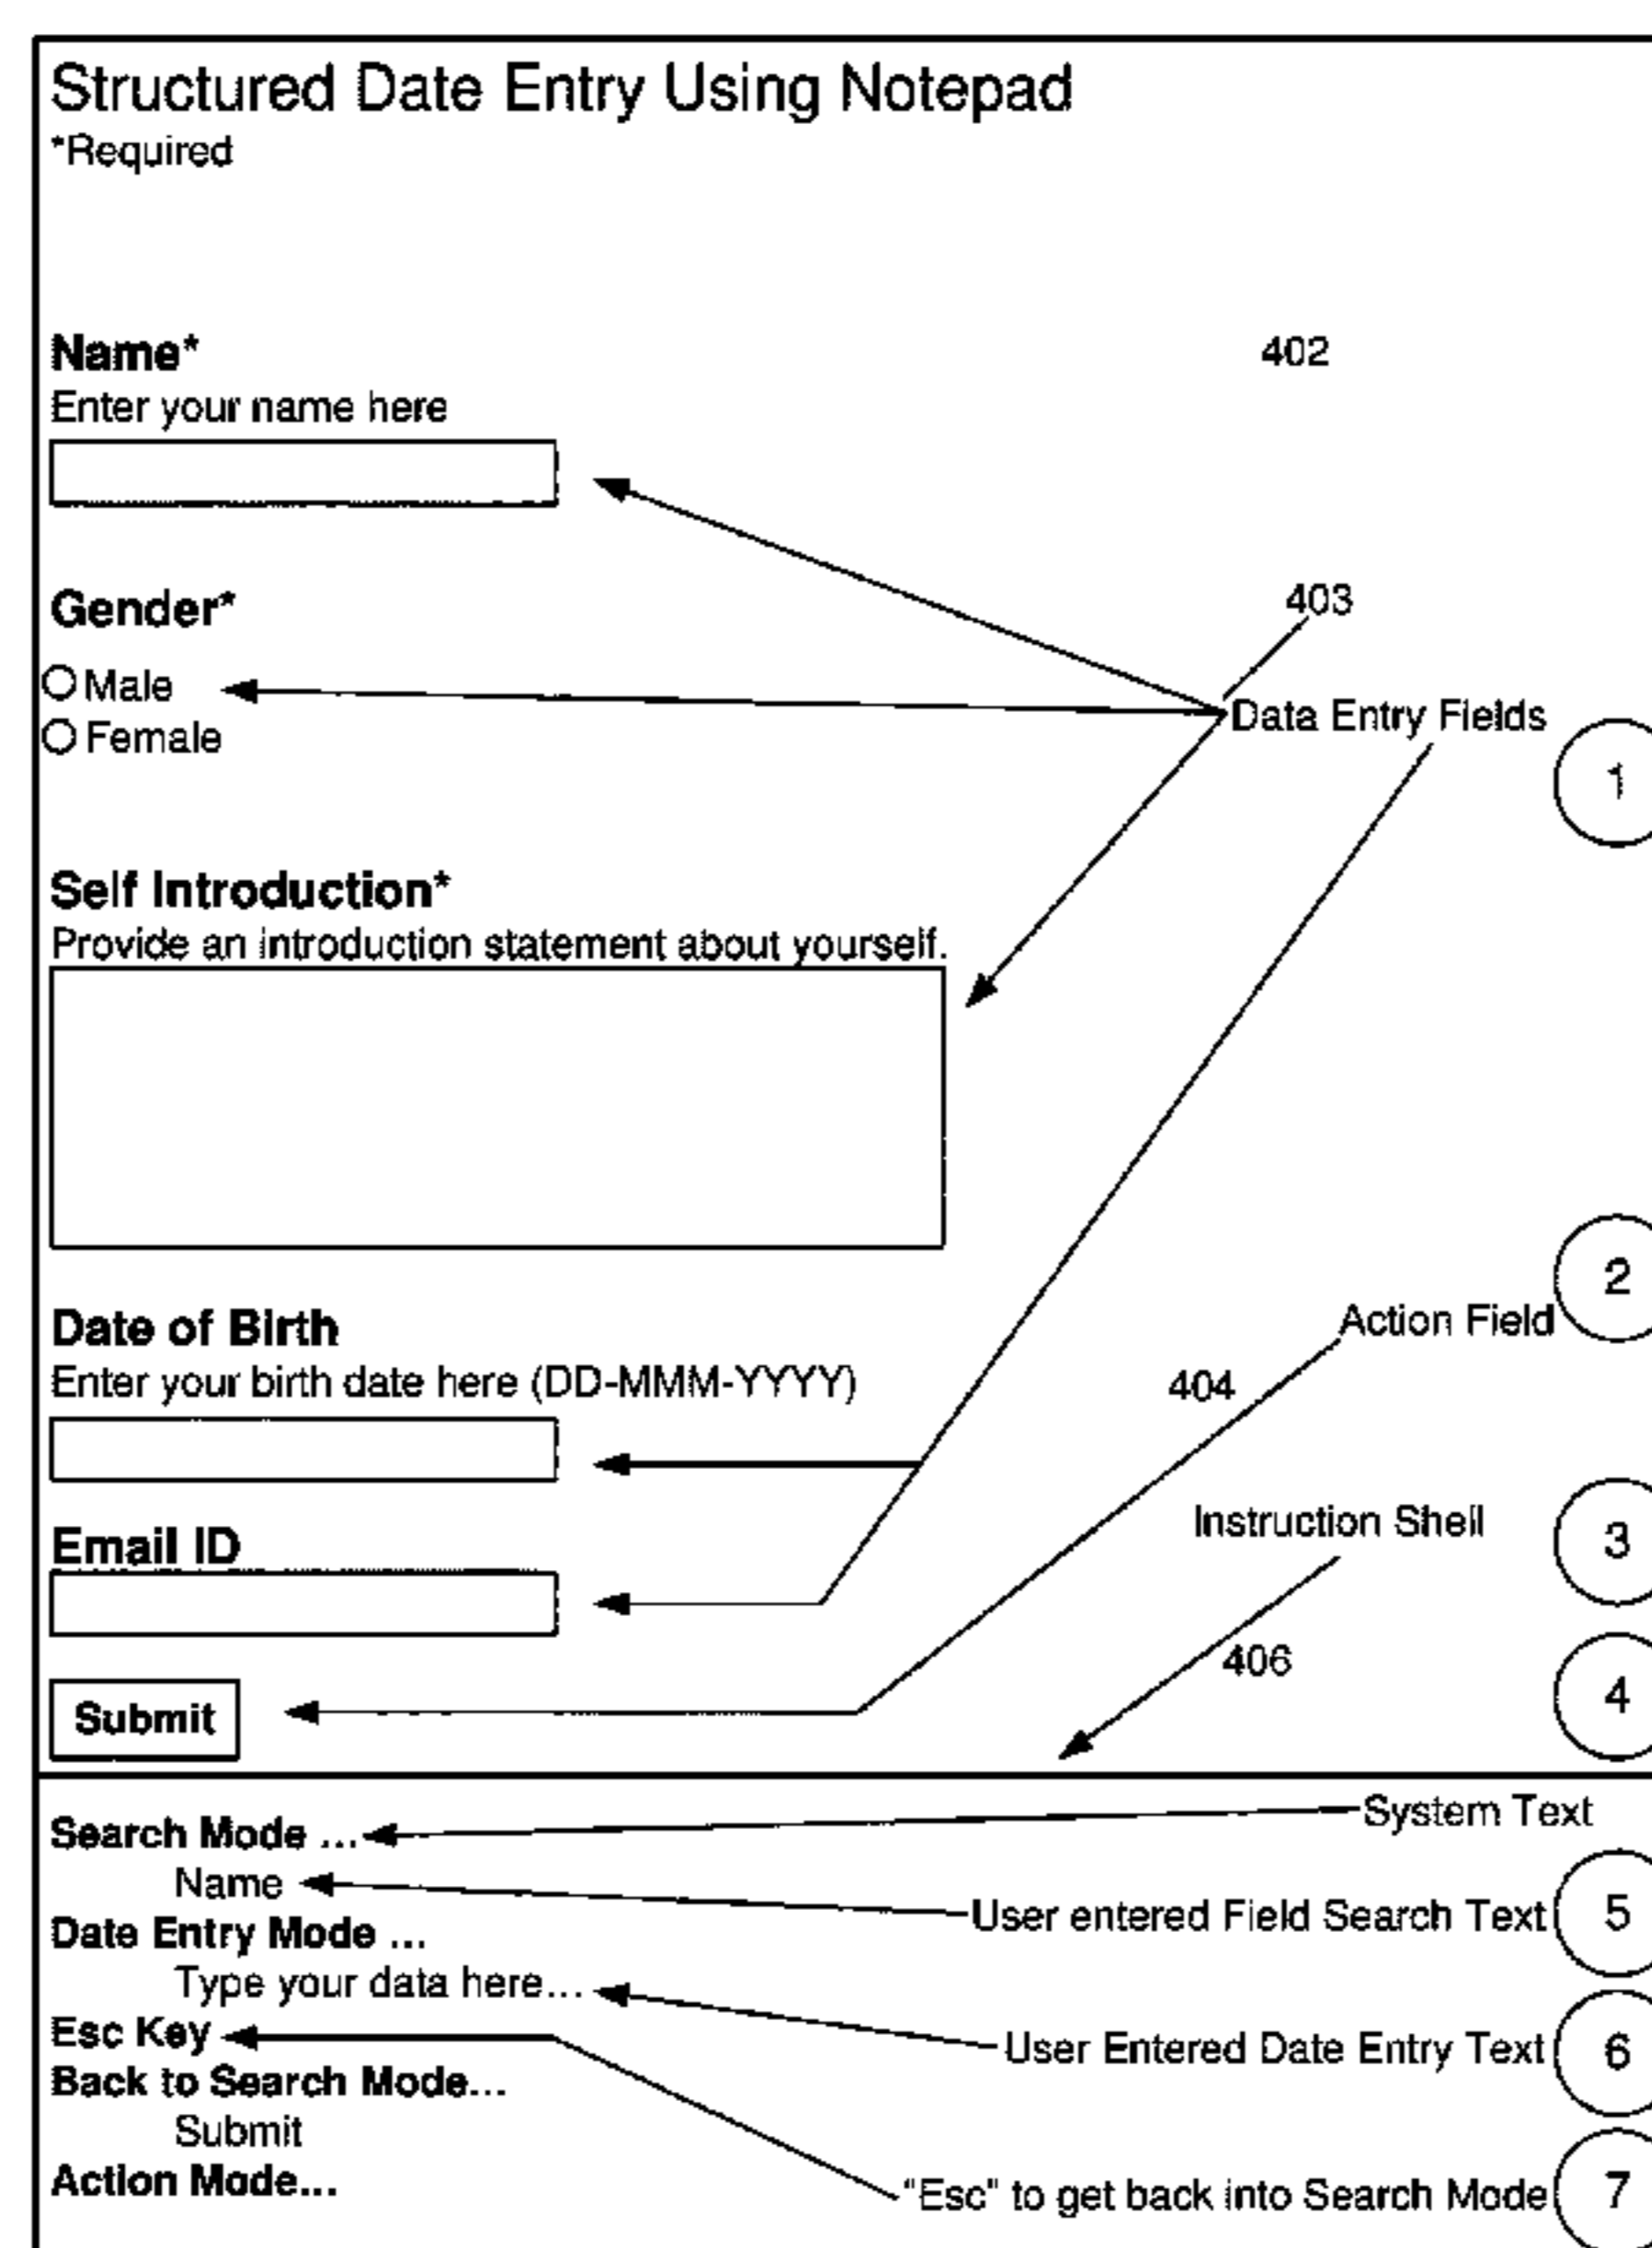 Structured Date Entry Using Notepad
*Required
Name*
402
Enter your name here
Gender*
403
Male
Data Entry Fields
Female
1
Self Introduction*
Provide an introduction statement about yourself.
2
Action Field
Date of Birth
Enter your birth date here (DD-MMM-YYYY)
404
Instruction Shell
3
Email ID
406
4
Submit
System Text
Search Mode ...
Name
User entered Field Search Text
5
Date Entry Mode ...
Type your data here...
Esc Key
User Entered Date Entry Text
6
Back to Search Mode...
Submit
Action Mode...
"Esc" to get back into Search Mode
7